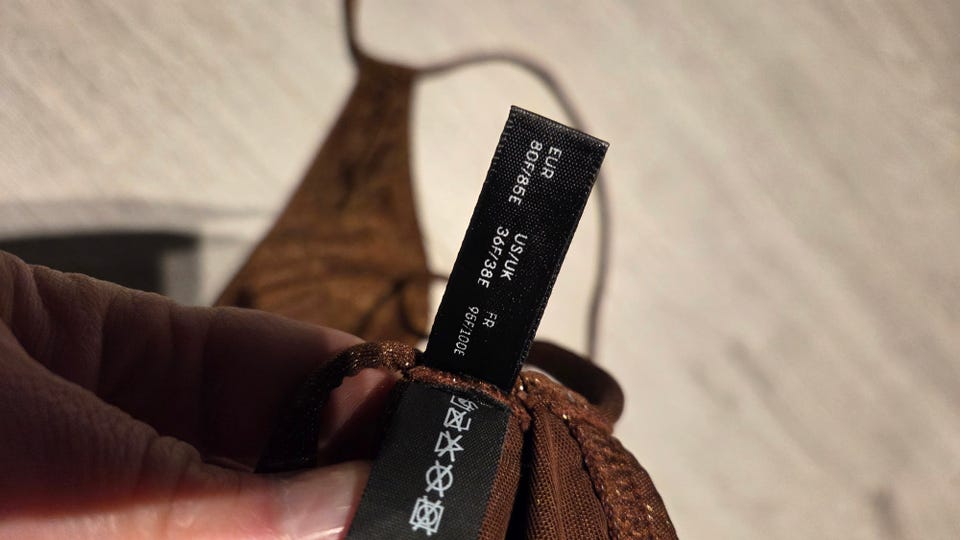 EUR
80F/85E
US/UK
36F/38E
FR
95F/100E